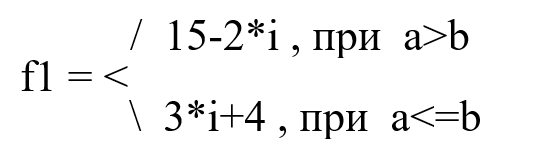 / 15-2*i , при a>b
f1 = <
\ 3*i+4 , при a<=b